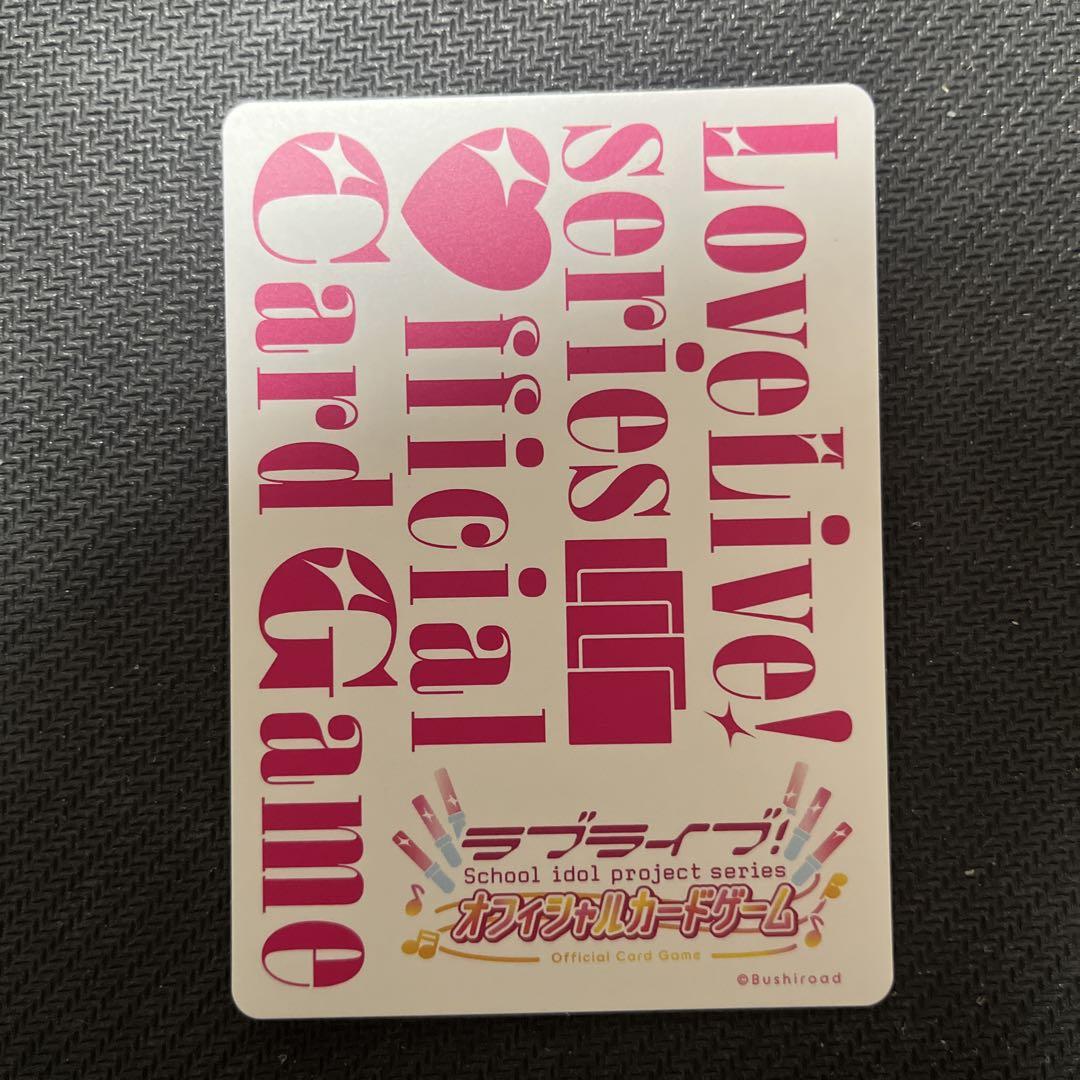 LoveLive!
series
♥fficial
Card Game
ラブライブ!
School idol project series
オフィシャルカードゲーム
Official Card Game
©Bushiroad